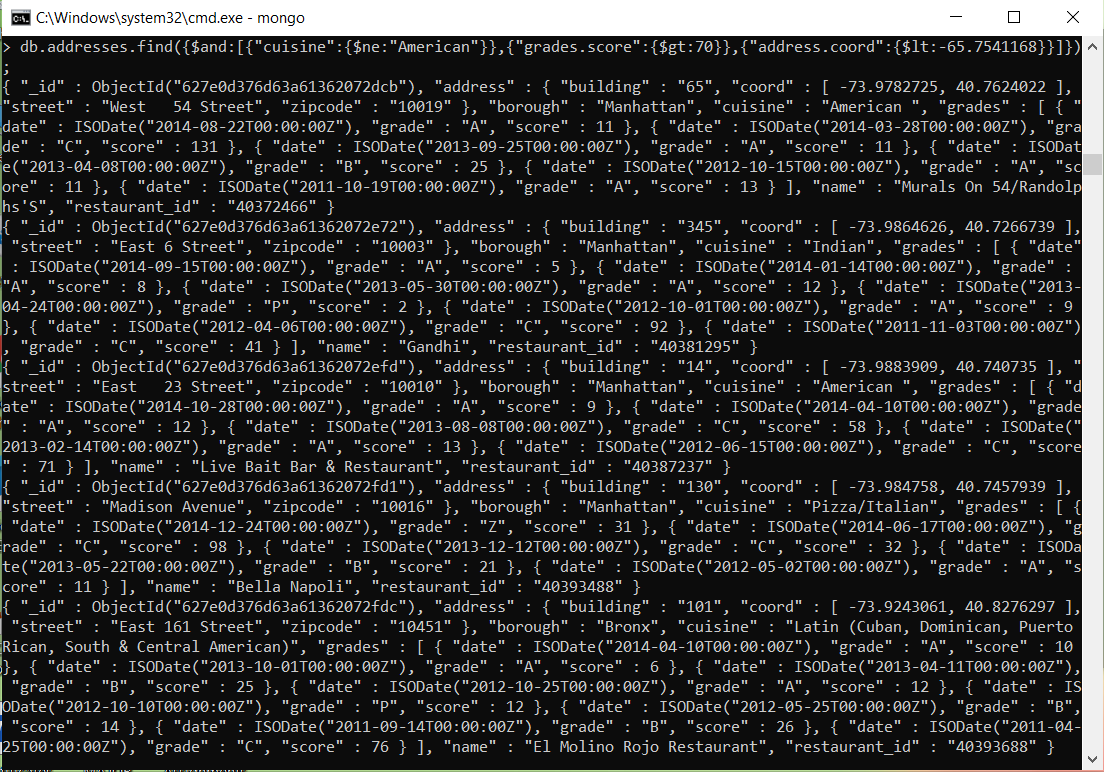 C:\Windows\system32\cmd.exe - mongo
> db.addresses.find({$and:[{"cuisine":{$ne:"American"}},{"grades.score":{$gt:70}},{"address.coord":{$lt:-65.7541168}}]})
;
{ "_id" : ObjectId("627e0d376d63a61362072dcb"), "address" : { "building" : "65", "coord" : [ -73.9782725, 40.7624022 ],
"street" : "West   54 Street", "zipcode" : "10019" }, "borough" : "Manhattan", "cuisine" : "American ", "grades" : [ { "
date" : ISODate("2014-08-22T00:00:00Z"), "grade" : "A", "score" : 11 }, { "date" : ISODate("2014-03-28T00:00:00Z"), "gra
de" : "C", "score" : 131 }, { "date" : ISODate("2013-09-25T00:00:00Z"), "grade" : "A", "score" : 11 }, { "date" : ISODat
e("2013-04-08T00:00:00Z"), "grade" : "B", "score" : 25 }, { "date" : ISODate("2012-10-15T00:00:00Z"), "grade" : "A", "sc
ore" : 11 }, { "date" : ISODate("2011-10-19T00:00:00Z"), "grade" : "A", "score" : 13 } ], "name" : "Murals On 54/Randolp
hs'S", "restaurant_id" : "40372466" }
{ "_id" : ObjectId("627e0d376d63a61362072e72"), "address" : { "building" : "345", "coord" : [ -73.9864626, 40.7266739 ],
 "street" : "East 6 Street", "zipcode" : "10003" }, "borough" : "Manhattan", "cuisine" : "Indian", "grades" : [ { "date"
 : ISODate("2014-09-15T00:00:00Z"), "grade" : "A", "score" : 5 }, { "date" : ISODate("2014-01-14T00:00:00Z"), "grade" :
"A", "score" : 8 }, { "date" : ISODate("2013-05-30T00:00:00Z"), "grade" : "A", "score" : 12 }, { "date" : ISODate("2013-
04-24T00:00:00Z"), "grade" : "P", "score" : 2 }, { "date" : ISODate("2012-10-01T00:00:00Z"), "grade" : "A", "score" : 9
}, { "date" : ISODate("2012-04-06T00:00:00Z"), "grade" : "C", "score" : 92 }, { "date" : ISODate("2011-11-03T00:00:00Z")
, "grade" : "C", "score" : 41 } ], "name" : "Gandhi", "restaurant_id" : "40381295" }
{ "_id" : ObjectId("627e0d376d63a61362072efd"), "address" : { "building" : "14", "coord" : [ -73.9883909, 40.740735 ], "
street" : "East   23 Street", "zipcode" : "10010" }, "borough" : "Manhattan", "cuisine" : "American ", "grades" : [ { "d
ate" : ISODate("2014-10-28T00:00:00Z"), "grade" : "A", "score" : 9 }, { "date" : ISODate("2014-04-10T00:00:00Z"), "grade
" : "A", "score" : 12 }, { "date" : ISODate("2013-08-08T00:00:00Z"), "grade" : "C", "score" : 58 }, { "date" : ISODate("
2013-02-14T00:00:00Z"), "grade" : "A", "score" : 13 }, { "date" : ISODate("2012-06-15T00:00:00Z"), "grade" : "C", "score
" : 71 } ], "name" : "Live Bait Bar & Restaurant", "restaurant_id" : "40387237" }
{ "_id" : ObjectId("627e0d376d63a61362072fd1"), "address" : { "building" : "130", "coord" : [ -73.984758, 40.7457939 ],
"street" : "Madison Avenue", "zipcode" : "10016" }, "borough" : "Manhattan", "cuisine" : "Pizza/Italian", "grades" : [ {
 "date" : ISODate("2014-12-24T00:00:00Z"), "grade" : "Z", "score" : 31 }, { "date" : ISODate("2014-06-17T00:00:00Z"), "g
rade" : "C", "score" : 98 }, { "date" : ISODate("2013-12-12T00:00:00Z"), "grade" : "C", "score" : 32 }, { "date" : ISODa
te("2013-05-22T00:00:00Z"), "grade" : "B", "score" : 21 }, { "date" : ISODate("2012-05-02T00:00:00Z"), "grade" : "A", "s
core" : 11 } ], "name" : "Bella Napoli", "restaurant_id" : "40393488" }
{ "_id" : ObjectId("627e0d376d63a61362072fdc"), "address" : { "building" : "101", "coord" : [ -73.9243061, 40.8276297 ],
 "street" : "East 161 Street", "zipcode" : "10451" }, "borough" : "Bronx", "cuisine" : "Latin (Cuban, Dominican, Puerto
Rican, South & Central American)", "grades" : [ { "date" : ISODate("2014-04-10T00:00:00Z"), "grade" : "A", "score" : 10
}, { "date" : ISODate("2013-10-01T00:00:00Z"), "grade" : "A", "score" : 6 }, { "date" : ISODate("2013-04-11T00:00:00Z"),
 "grade" : "B", "score" : 25 }, { "date" : ISODate("2012-10-25T00:00:00Z"), "grade" : "A", "score" : 12 }, { "date" : IS
ODate("2012-10-10T00:00:00Z"), "grade" : "P", "score" : 12 }, { "date" : ISODate("2012-05-25T00:00:00Z"), "grade" : "B",
 "score" : 14 }, { "date" : ISODate("2011-09-14T00:00:00Z"), "grade" : "B", "score" : 26 }, { "date" : ISODate("2011-04-
25T00:00:00Z"), "grade" : "C", "score" : 76 } ], "name" : "El Molino Rojo Restaurant", "restaurant_id" : "40393688" }